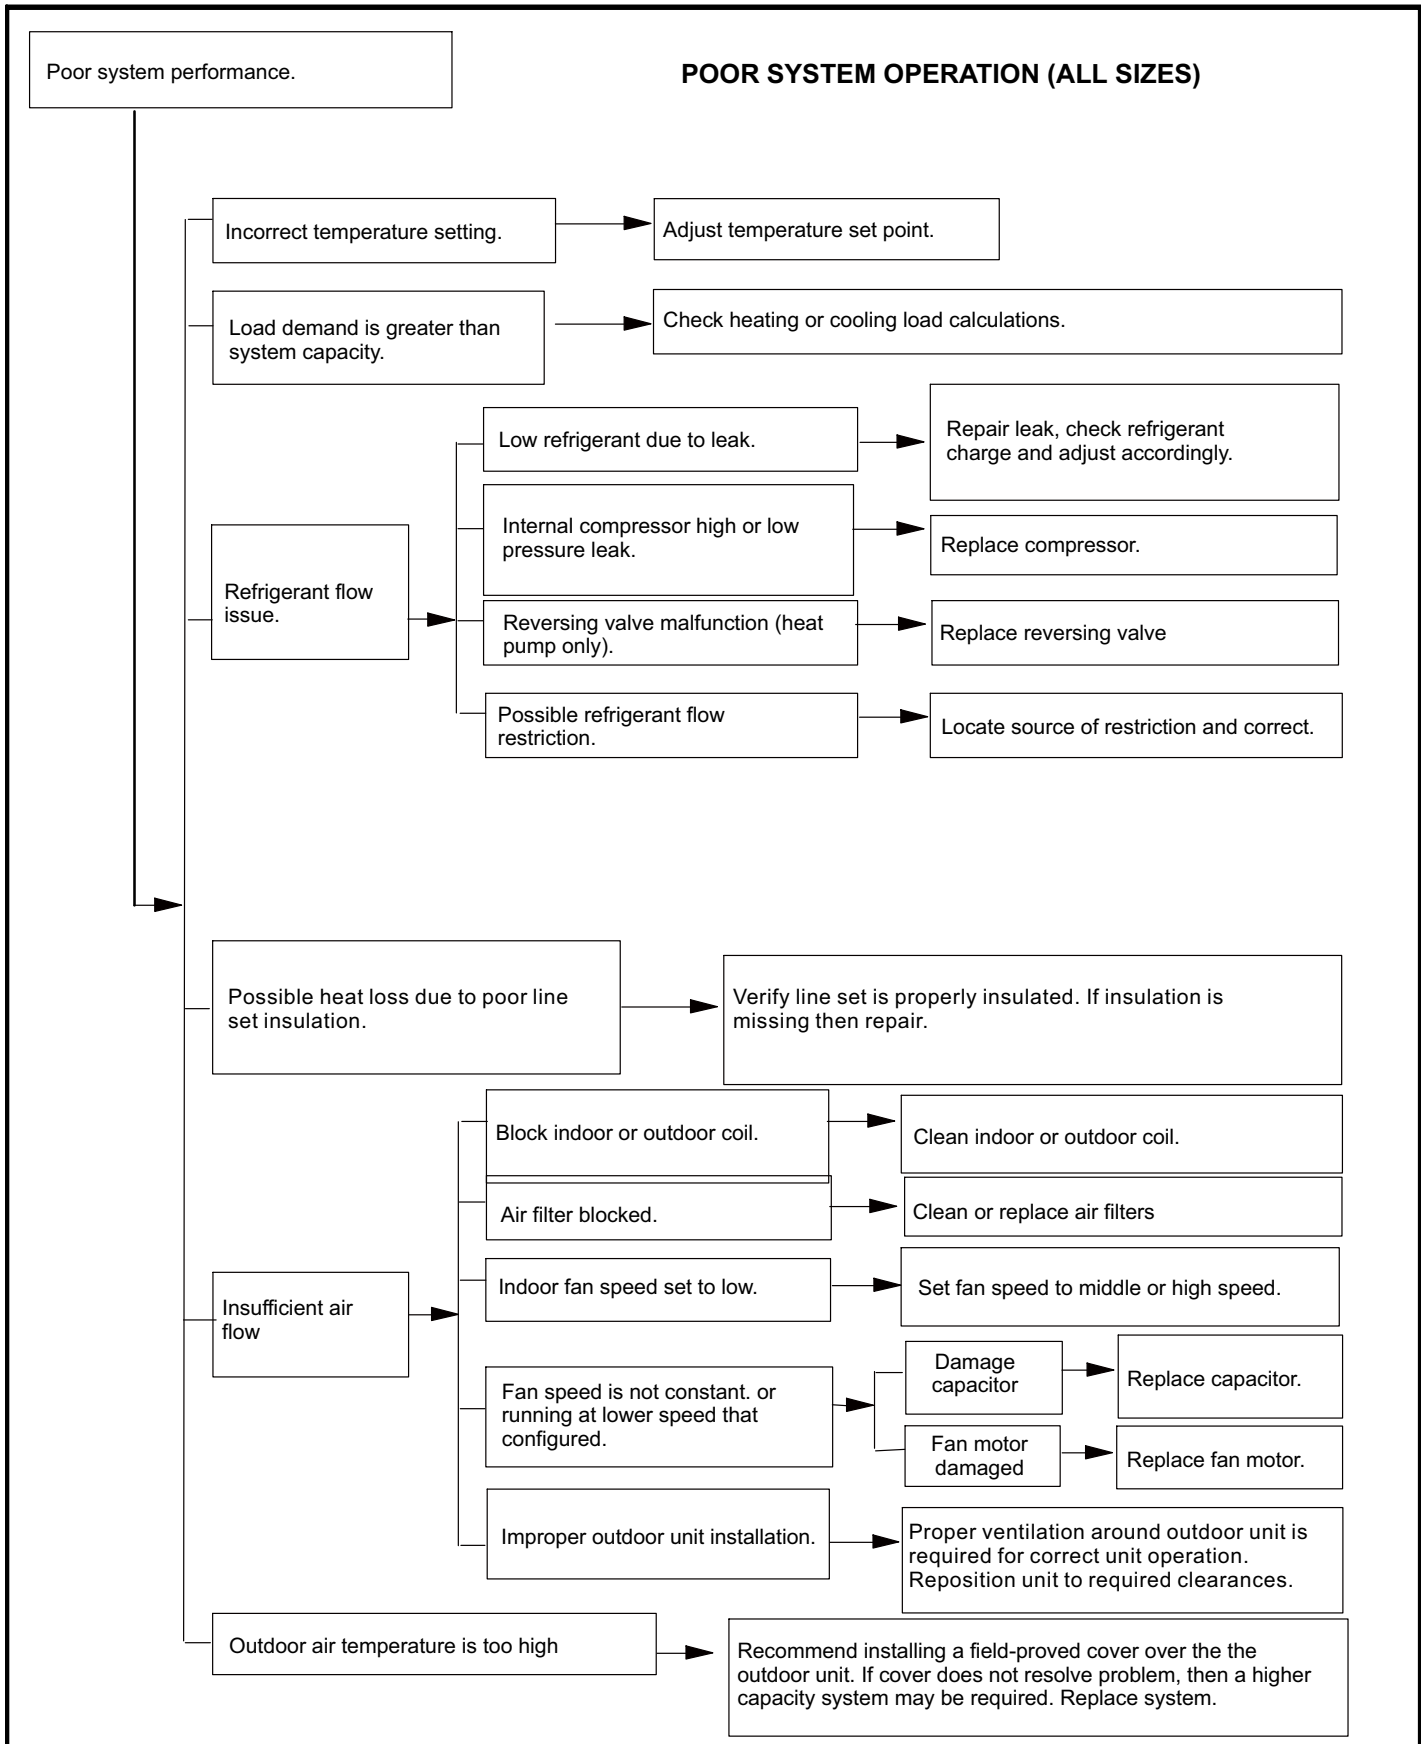 Poor system performance.
POOR SYSTEM OPERATION (ALL SIZES)
Incorrect temperature setting.
Adjust temperature set point.
Load demand is greater than
system capacity.
Check heating or cooling load calculations.
Refrigerant flow
issue.
Low refrigerant due to leak.
Repair leak, check refrigerant
charge and adjust accordingly.
Internal compressor high or low
pressure leak.
Replace compressor.
Reversing valve malfunction (heat
pump only).
Replace reversing valve
Possible refrigerant flow
restriction.
Locate source of restriction and correct.
Possible heat loss due to poor line
set insulation.
Verify line set is properly insulated. If insulation is
missing then repair.
Insufficient air
flow
Block indoor or outdoor coil.
Clean indoor or outdoor coil.
Air filter blocked.
Clean or replace air filters
Indoor fan speed set to low.
Set fan speed to middle or high speed.
Fan speed is not constant. or
running at lower speed that
configured.
Damage
capacitor
Replace capacitor.
Fan motor
damaged
Replace fan motor.
Improper outdoor unit installation.
Proper ventilation around outdoor unit is
required for correct unit operation.
Reposition unit to required clearances.
Outdoor air temperature is too high
Recommend installing a field-proved cover over the the
outdoor unit. If cover does not resolve problem, then a higher
capacity system may be required. Replace system.